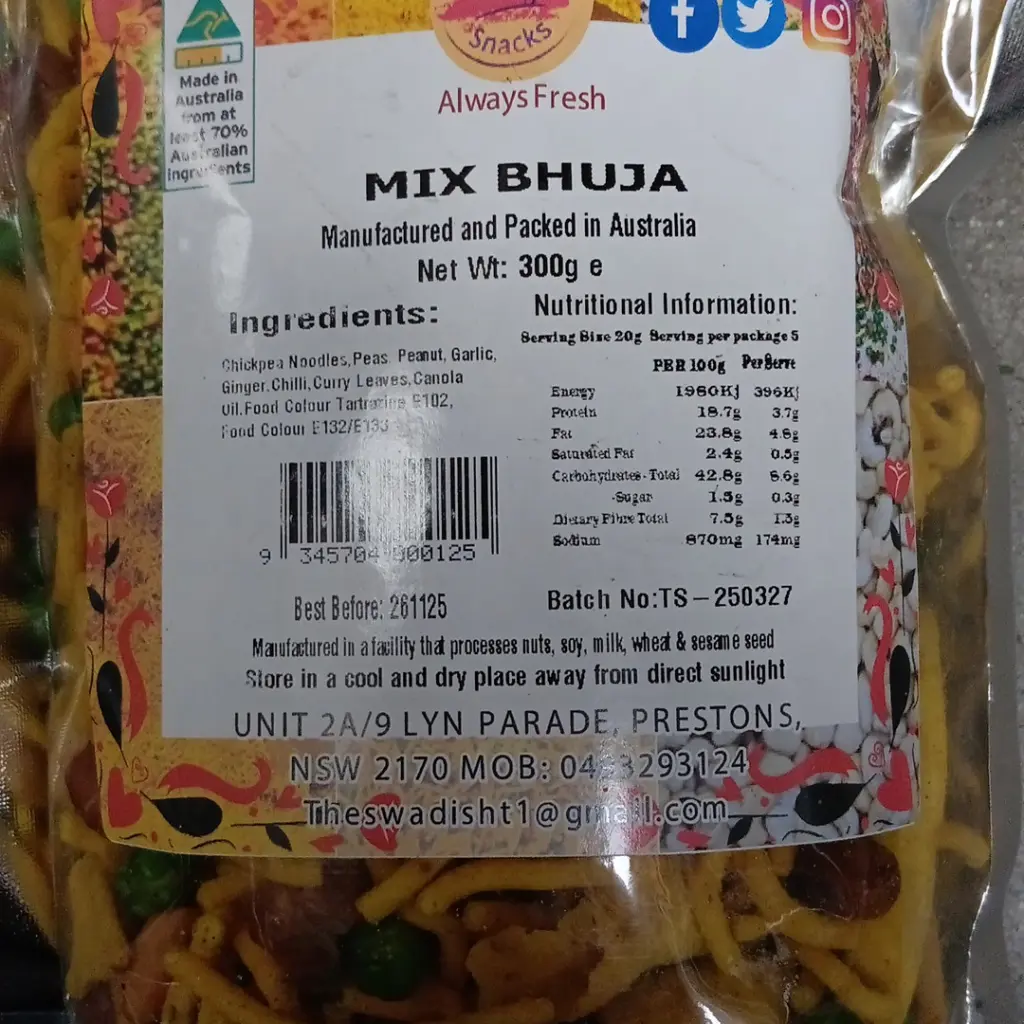 Snacks
Always Fresh
Made in
Australia
from at
least 70%
Australian
ingredients
MIX BHUJA
Manufactured and Packed in Australia
Net Wt: 300g e
Ingredients:
Chickpea Noodles,Peas, Peanut, Garlic,
Ginger,Chilli,Curry Leaves,Canola
Oil,Food Colour Tartrazine E102,
Food Colour E132/E133
Nutritional Information:
Serving Size 20g Serving per package 5
PER 100g Per Serve
Energy 1980Kj 396Kj
Protein 18.7g 3.7g
Fat 23.8g 4.8g
Saturated Fat 2.4g 0.5g
Carbohydrates-Total 42.8g 8.6g
-Sugar 1.5g 0.3g
Dietary Fibre Total 7.5g 1.5g
Sodium 870mg 174mg
9 345704 000125
Best Before: 261125
Batch No:TS-250327
Manufactured in a facility that processes nuts, soy, milk, wheat & sesame seed
Store in a cool and dry place away from direct sunlight
UNIT 2A/9 LYN PARADE, PRESTONS,
NSW 2170 MOB:
Theswadisht1@gmail.com